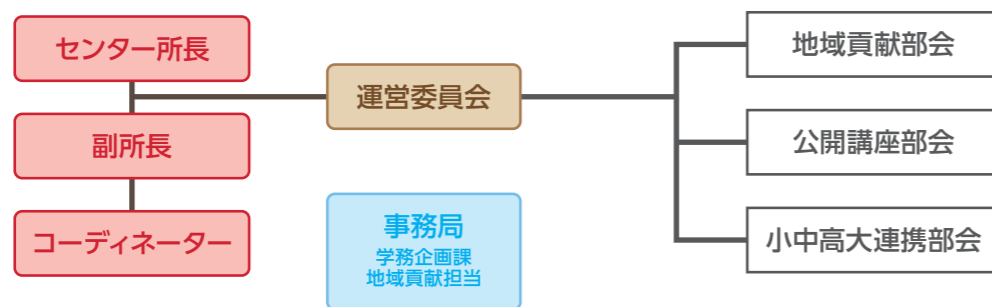 センター所長
副所長
コーディネーター
運営委員会
事務局
学務企画課
地域貢献担当
地域貢献部会
公開講座部会
小中高大連携部会